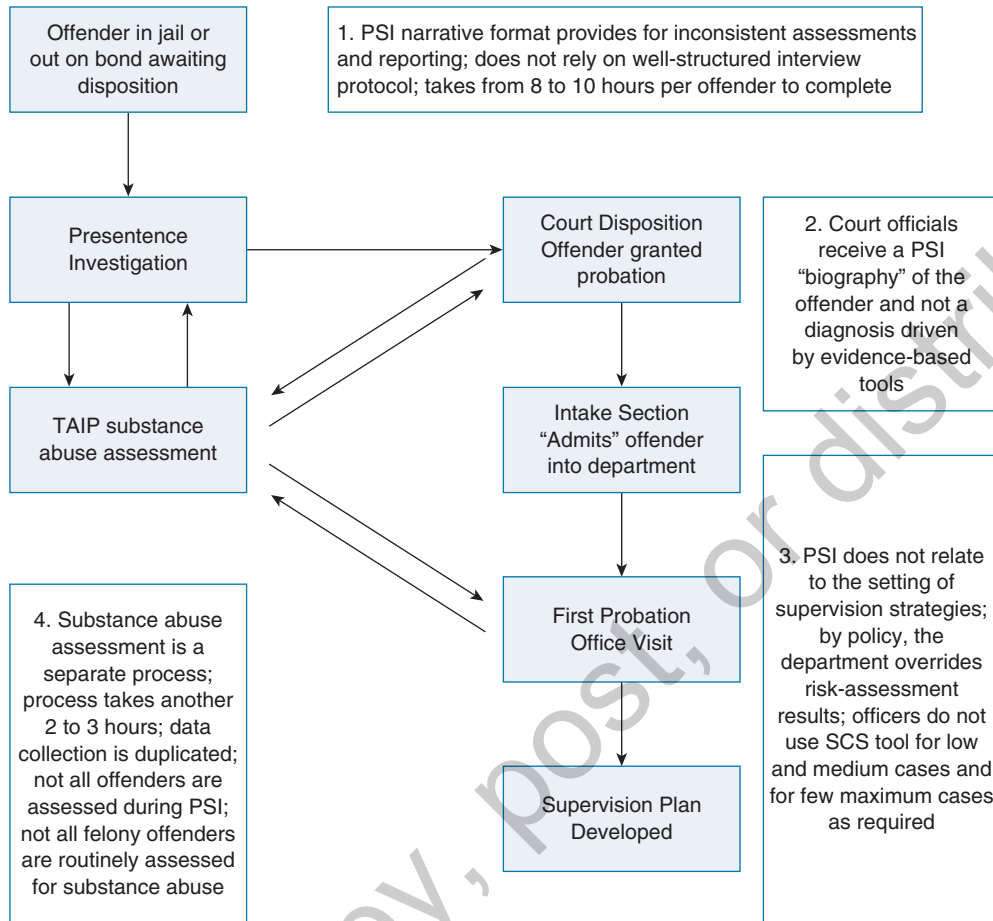 Offender in jail or
out on bond awaiting
disposition
1. PSI narrative format provides for inconsistent assessments
and reporting; does not rely on well-structured interview
protocol; takes from 8 to 10 hours per offender to complete
Presentence
Investigation
Court Disposition
Offender granted
probation
2. Court officials
receive a PSI
“biography” of the
offender and not a
diagnosis driven
by evidence-based
tools
TAIP substance
abuse assessment
Intake Section
“Admits” offender
into department
3. PSI does not relate
to the setting of
supervision strategies;
by policy, the
department overrides
risk-assessment
results; officers do not
use SCS tool for low
and medium cases and
for few maximum cases
as required
4. Substance abuse
assessment is a
separate process;
process takes another
2 to 3 hours; data
collection is duplicated;
not all offenders are
assessed during PSI;
not all felony offenders
are routinely assessed
for substance abuse
First Probation
Office Visit
Supervision Plan
Developed
post, or